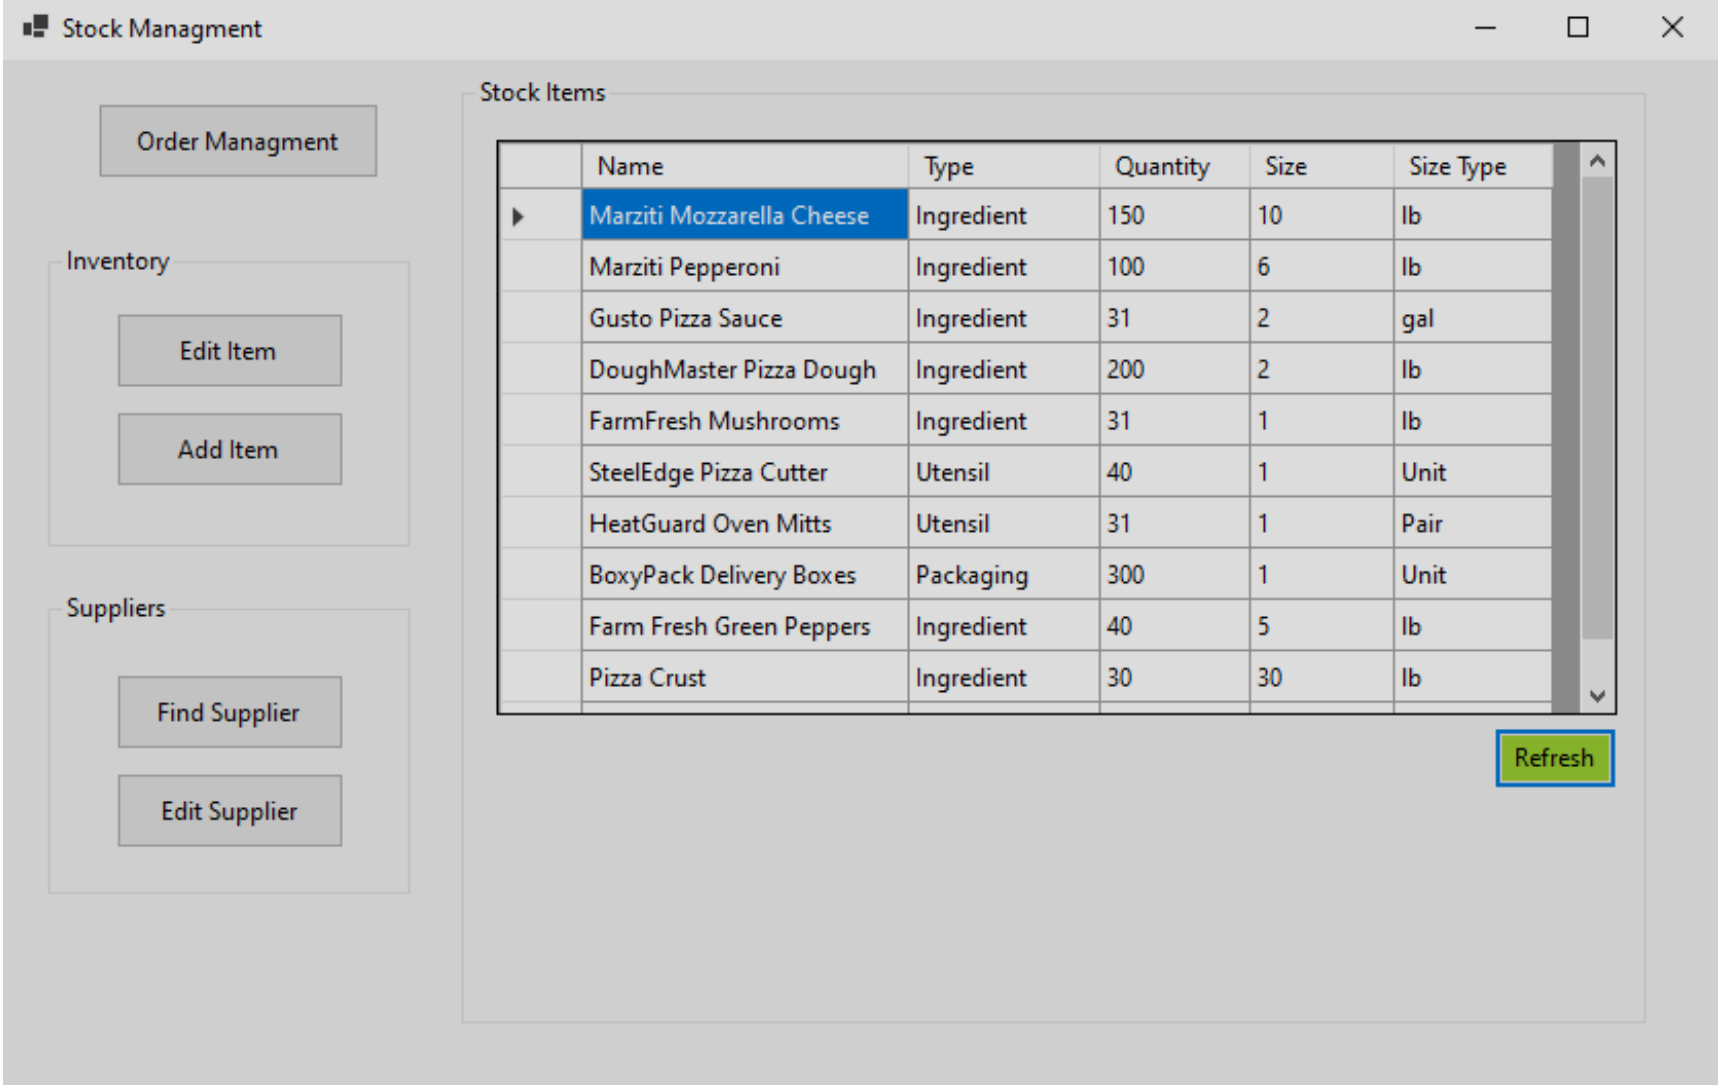 Stock Managment
Order Managment
Inventory
Edit Item
Add Item
Suppliers
Find Supplier
Edit Supplier
Stock Items
Name Type Quantity Size Size Type
Marziti Mozzarella Cheese Ingredient 150 10 lb
Marziti Pepperoni Ingredient 100 6 lb
Gusto Pizza Sauce Ingredient 31 2 gal
DoughMaster Pizza Dough Ingredient 200 2 lb
FarmFresh Mushrooms Ingredient 31 1 lb
SteelEdge Pizza Cutter Utensil 40 1 Unit
HeatGuard Oven Mitts Utensil 31 1 Pair
BoxyPack Delivery Boxes Packaging 300 1 Unit
Farm Fresh Green Peppers Ingredient 40 5 lb
Pizza Crust Ingredient 30 30 lb
Refresh